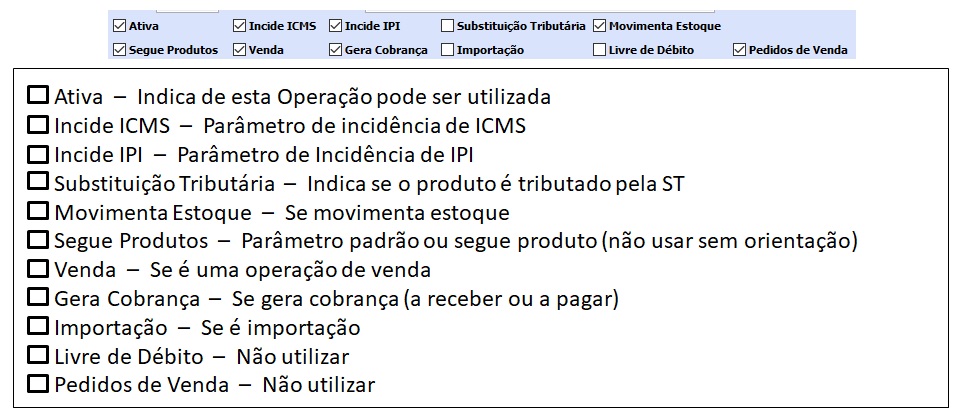 Ativa Incide ICMS Incide IPI Substituição Tributária Movimenta Estoque
Segue Produtos Venda Gera Cobrança Importação Livre de Débito Pedidos de Venda
Ativa – Indica de esta Operação pode ser utilizada
Incide ICMS – Parâmetro de incidência de ICMS
Incide IPI – Parâmetro de Incidência de IPI
Substituição Tributária – Indica se o produto é tributado pela ST
Movimenta Estoque – Se movimenta estoque
Segue Produtos – Parâmetro padrão ou segue produto (não usar sem orientação)
Venda – Se é uma operação de venda
Gera Cobrança – Se gera cobrança (a receber ou a pagar)
Importação – Se é importação
Livre de Débito – Não utilizar
Pedidos de Venda – Não utilizar